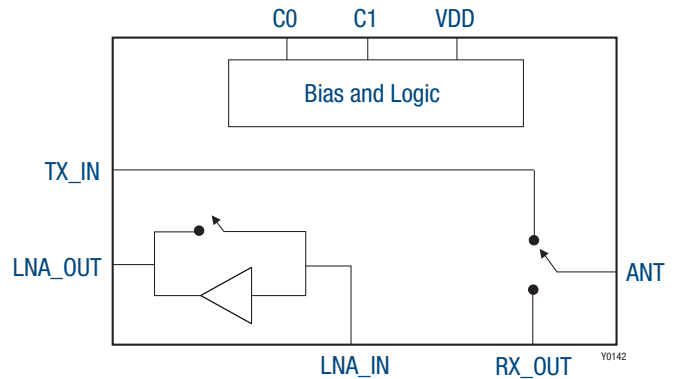 C0 C1 VDD
Bias and Logic
TX_IN
LNA_OUT
ANT
LNA_IN
RX_OUT
Y0142